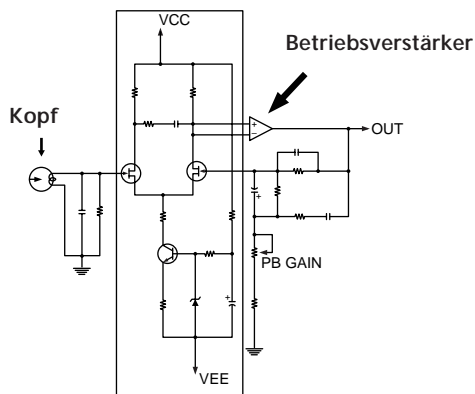 VCC
Betriebsverstärker
Kopf
+
−
OUT
+
PB GAIN
+
VEE